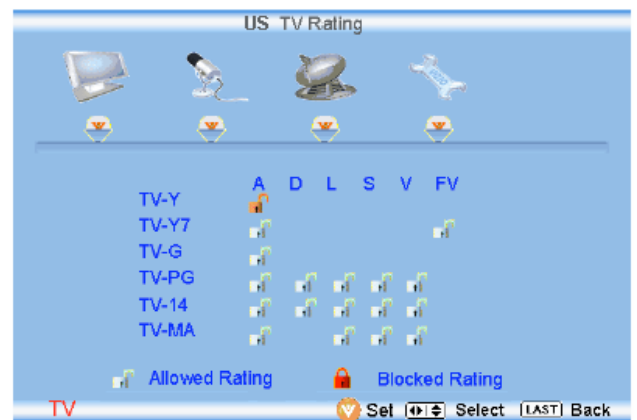 US TV Rating
A D L S V FV
TV-Y
TV-Y7
TV-G
TV-PG
TV-14
TV-MA
Allowed Rating Blocked Rating
TV Set Select LAST Back